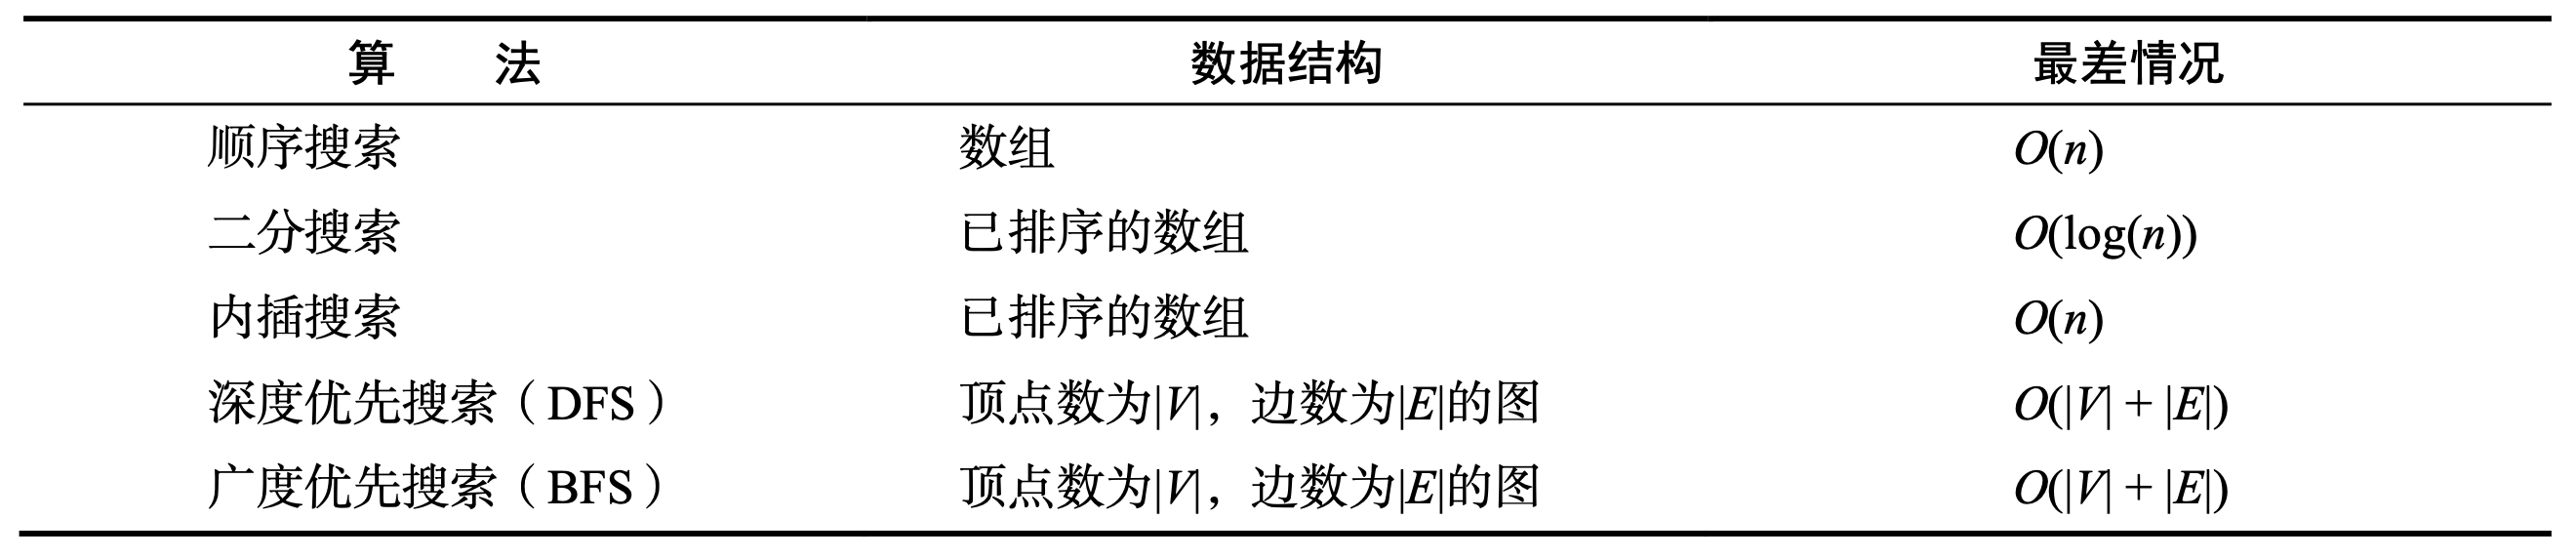 算 法 数据结构 最差情况
顺序搜索 数组 O(n)
二分搜索 已排序的数组 O(log(n))
内插搜索 已排序的数组 O(n)
深度优先搜索（DFS） 顶点数为|V|，边数为|E|的图 O(|V| + |E|)
广度优先搜索（BFS） 顶点数为|V|，边数为|E|的图 O(|V| + |E|)